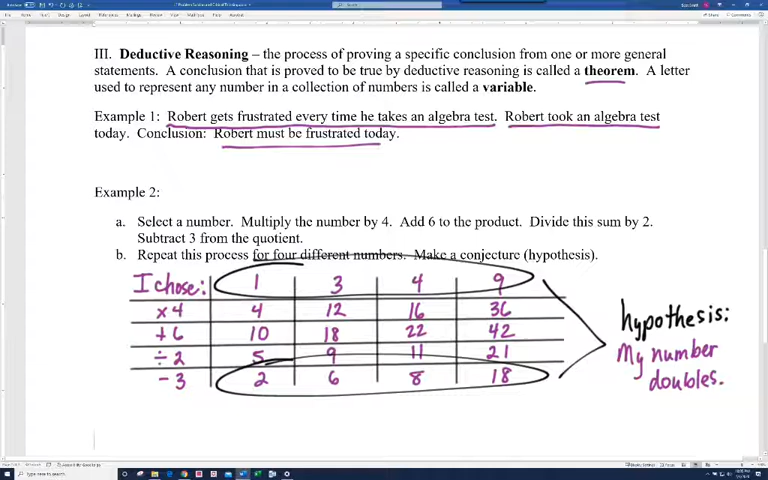 III. Deductive Reasoning – the process of proving a specific conclusion from one or more general
statements. A conclusion that is proved to be true by deductive reasoning is called a theorem. A letter
used to represent any number in a collection of numbers is called a variable.
Example 1: Robert gets frustrated every time he takes an algebra test. Robert took an algebra test
today. Conclusion: Robert must be frustrated today.
Example 2:
a. Select a number. Multiply the number by 4. Add 6 to the product. Divide this sum by 2.
Subtract 3 from the quotient.
b. Repeat this process for four different numbers. Make a conjecture (hypothesis).
I chose: 1 3 4 9
x4 4 12 16 36
+6 10 18 22 42
÷2 5 9 11 21
-3 2 6 8 18
hypothesis:
My number
doubles.
Type here to search